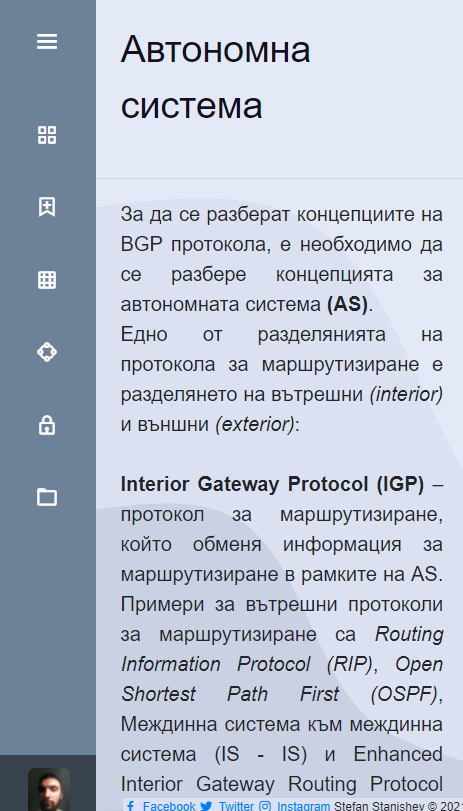 Автономна
система
За да се разберат концепциите на
BGP протокола, е необходимо да
се разбере концепцията за
автономната система (AS).
Едно от разделянията на
протокола за маршрутизиране е
разделянето на вътрешни (interior)
и външни (exterior):
Interior Gateway Protocol (IGP) –
протокол за маршрутизиране,
който обменя информация за
маршрутизиране в рамките на AS.
Примери за вътрешни протоколи
за маршрутизиране са Routing
Information Protocol (RIP), Open
Shortest Path First (OSPF),
Междинна система към междинна
система (IS - IS) и Enhanced
Interior Gateway Routing Protocol
Facebook Twitter Instagram Stefan Stanishev © 202